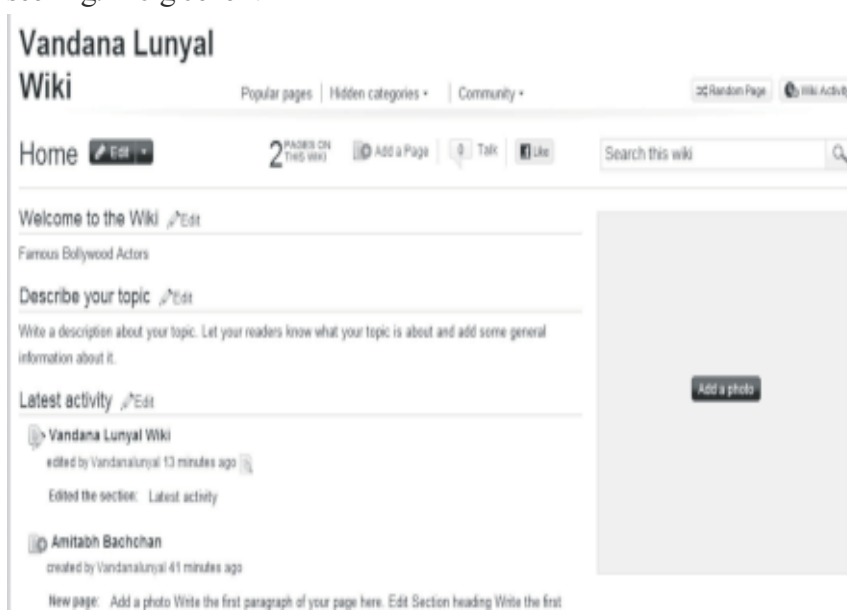 Vandana Lunyal
Wiki
Popular pages | Hidden categories | Community
Random Page
Wiki Activity
Home Edit
2 PAGES ON THIS WIKI
Add a Page
0 Talk
Like
Search this wiki
Welcome to the Wiki Edit
Famous Bollywood Actors
Describe your topic Edit
Write a description about your topic. Let your readers know what your topic is about and add some general
information about it.
Add a photo
Latest activity Edit
Vandana Lunyal Wiki
edited by Vandanalunyal 13 minutes ago
Edited the section: Latest activity
Amitabh Bachchan
created by Vandanalunyal 41 minutes ago
New page: Add a photo Write the first paragraph of your page here. Edit Section heading Write the first